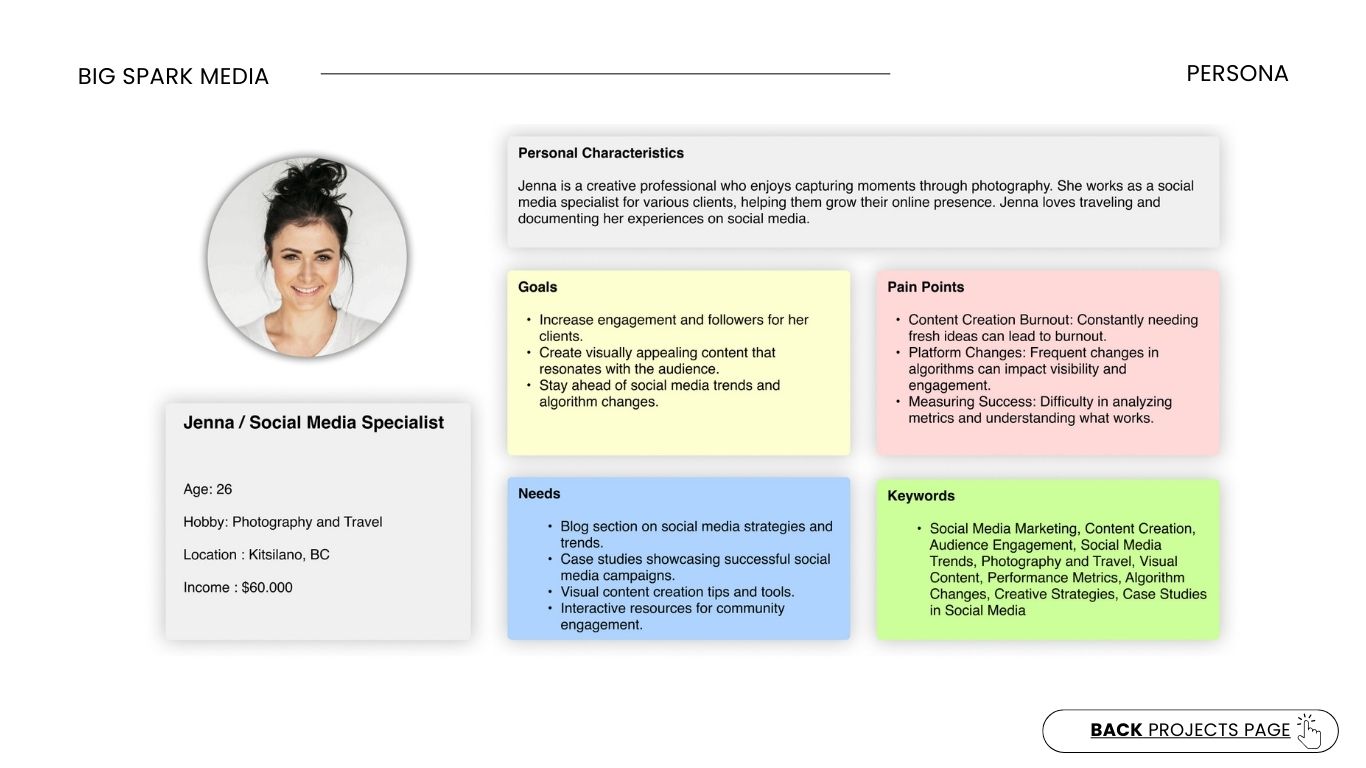 BIG SPARK MEDIA
PERSONA
Personal Characteristics
Jenna is a creative professional who enjoys capturing moments through photography. She works as a social
media specialist for various clients, helping them grow their online presence. Jenna loves traveling and
documenting her experiences on social media.
Jenna / Social Media Specialist
Age: 26
Hobby: Photography and Travel
Location : Kitsilano, BC
Income : $60.000
Goals
• Increase engagement and followers for her
clients.
• Create visually appealing content that
resonates with the audience.
• Stay ahead of social media trends and
algorithm changes.
Pain Points
• Content Creation Burnout: Constantly needing
fresh ideas can lead to burnout.
• Platform Changes: Frequent changes in
algorithms can impact visibility and
engagement.
• Measuring Success: Difficulty in analyzing
metrics and understanding what works.
Needs
• Blog section on social media strategies and
trends.
• Case studies showcasing successful social
media campaigns.
• Visual content creation tips and tools.
• Interactive resources for community
engagement.
Keywords
• Social Media Marketing, Content Creation,
Audience Engagement, Social Media
Trends, Photography and Travel, Visual
Content, Performance Metrics, Algorithm
Changes, Creative Strategies, Case Studies
in Social Media
BACK PROJECTS PAGE